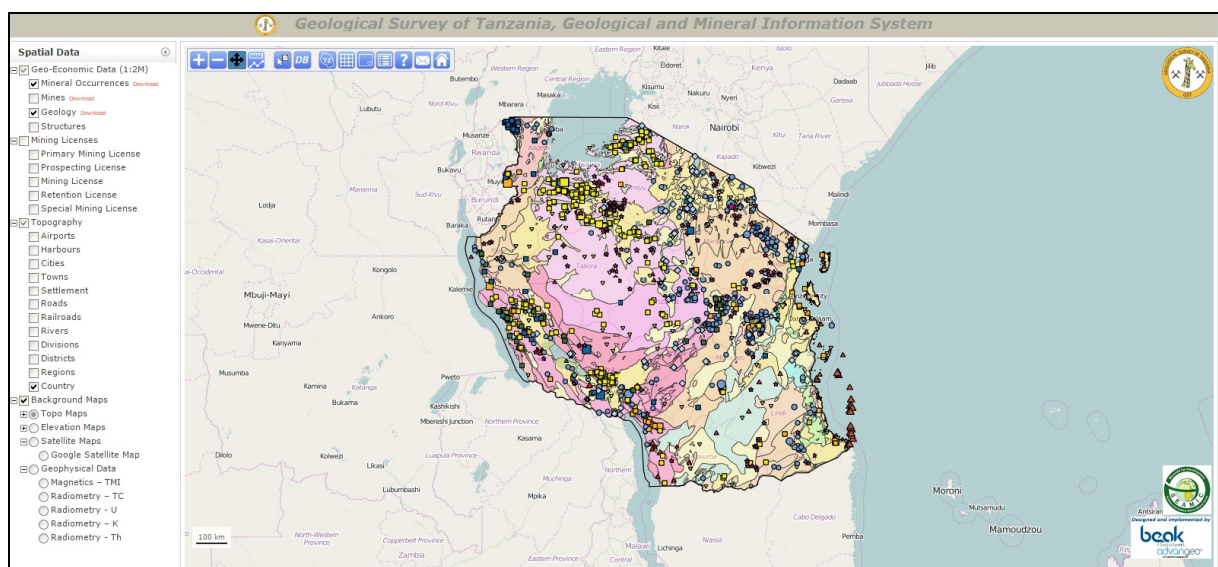 Geological Survey of Tanzania, Geological and Mineral Information System
Spatial Data
Geo-Economic Data (1:2M)
Mineral Occurrences Download
Mines Download
Geology Download
Structures
Mining Licenses
Primary Mining License
Prospecting License
Mining License
Retention License
Special Mining License
Topography
Airports
Harbours
Cities
Towns
Settlement
Roads
Railroads
Rivers
Divisions
Districts
Regions
Country
Background Maps
Topo Maps
Elevation Maps
Satellite Maps
Google Satellite Map
Geophysical Data
Magnetics – TMI
Radiometry – TC
Radiometry - U
Radiometry – K
Radiometry - Th
DB
TZ
?
Eastern Region
Kitale
Isiolo
Jilib
Western Region
Eldoret
Kenya
Jubbada Hoose
Butembo
Central Region
Kisumu
Nakuru
Nyeri
Dadaab
Masaka
Kisii
Garissa
Lubutu
Nord-Kivu
Mbarara
Nairobi
Kitui
Tana River
Musanze
Narok
Rwanda
Kajiado
Kibwezi
Bukavu
Malindi
Maniema
Sud-Kivu
Burundi
Lodja
Mombasa
Kasai-Oriental
Baraka
Kongolo
Tabora
Kalemie
Mbuji-Mayi
Ankoro
Mwene-Ditu
Kanyama
Musumba
Pweto
Kamina
Katanga
Bukama
Kashikishi
Mbereshi Junction
Northern Province
Lindi
Kasama
Dilolo
Kolwezi
Luapula Province
Likasi
Muchinga
Northern
Lubumbashi
Mpika
Moroni
Mutsamudu
Antsiran
Cabo Delgado
Mamoudzou
North-Western Province
Copperbelt Province
Zambia
Eastern Province
Malawi
Central
Lichinga
Niassa
Pemba
100 km
SEAMIC
Designed and implemented by
beak
CONSULTANTS
advangeo